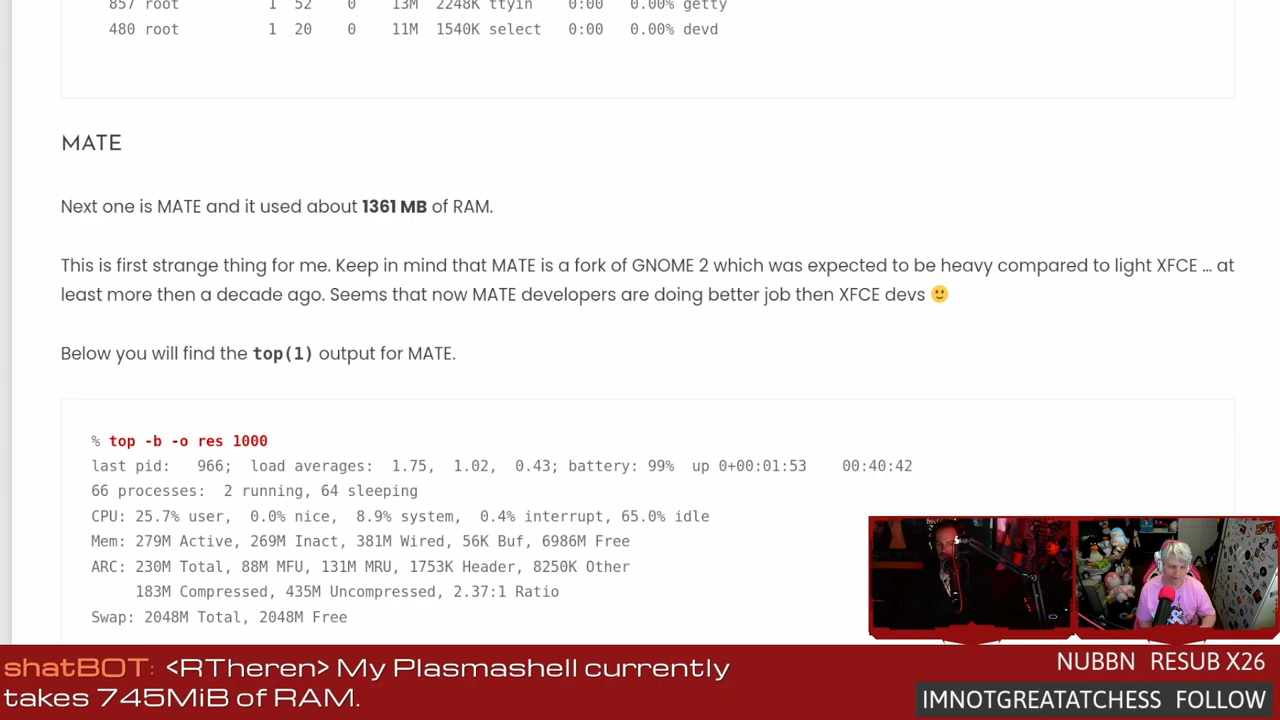 857 root 1 52 0 13M 2248K ttyin 0:00 0.00% getty
480 root 1 20 0 11M 1540K select 0:00 0.00% devd
MATE
Next one is MATE and it used about 1361 MB of RAM.
This is first strange thing for me. Keep in mind that MATE is a fork of GNOME 2 which was expected to be heavy compared to light XFCE … at
least more then a decade ago. Seems that now MATE developers are doing better job then XFCE devs 🙂
Below you will find the top(1) output for MATE.
% top -b -o res 1000
last pid: 966; load averages: 1.75, 1.02, 0.43; battery: 99% up 0+00:01:53 00:40:42
66 processes: 2 running, 64 sleeping
CPU: 25.7% user, 0.0% nice, 8.9% system, 0.4% interrupt, 65.0% idle
Mem: 279M Active, 269M Inact, 381M Wired, 56K Buf, 6986M Free
ARC: 230M Total, 88M MFU, 131M MRU, 1753K Header, 8250K Other
183M Compressed, 435M Uncompressed, 2.37:1 Ratio
Swap: 2048M Total, 2048M Free
shatBOT: <RTheren> My Plasmashell currently
takes 745MiB of RAM.
NUBBN RESUB X26
IMNOTGREATATCHESS FOLLOW